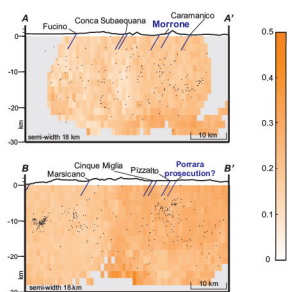 A
Fucino
Conca Subaequana
Morrone
Caramanico
A'
0
-10
-20
-30
km
semi-width 18 km
10 km
B
Marsicano
Cinque Miglia
Pizzalto
Porrara
prosecution?
B'
0
-10
-20
km
semi-width 18 km
10 km
0.5
0.4
0.3
0.2
0.1
0